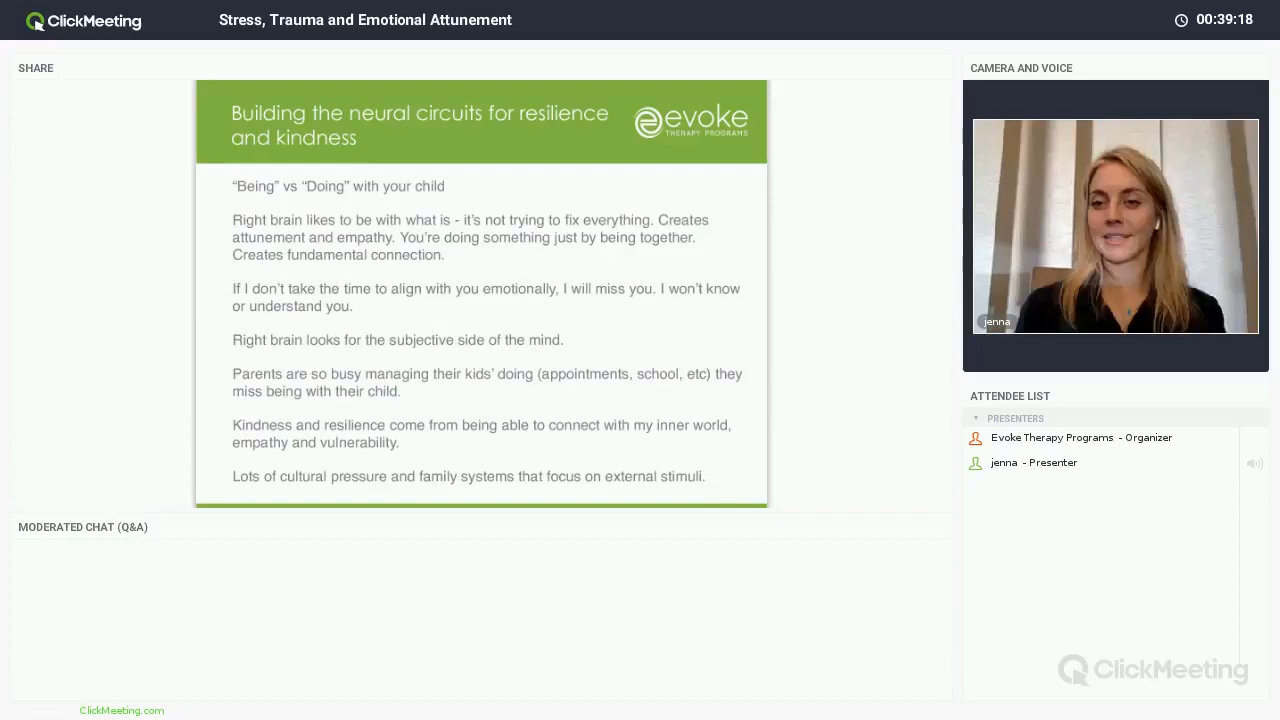 ClickMeeting
Stress, Trauma and Emotional Attunement
00:39:18
SHARE
Building the neural circuits for resilience
and kindness
evoke
THERAPY PROGRAMS
“Being” vs “Doing” with your child
Right brain likes to be with what is - it’s not trying to fix everything. Creates
attunement and empathy. You’re doing something just by being together.
Creates fundamental connection.
If I don’t take the time to align with you emotionally, I will miss you. I won’t know
or understand you.
Right brain looks for the subjective side of the mind.
Parents are so busy managing their kids’ doing (appointments, school, etc) they
miss being with their child.
Kindness and resilience come from being able to connect with my inner world,
empathy and vulnerability.
Lots of cultural pressure and family systems that focus on external stimuli.
CAMERA AND VOICE
jenna
ATTENDEE LIST
PRESENTERS
Evoke Therapy Programs - Organizer
jenna - Presenter
MODERATED CHAT (Q&A)
ClickMeeting
ClickMeeting.com